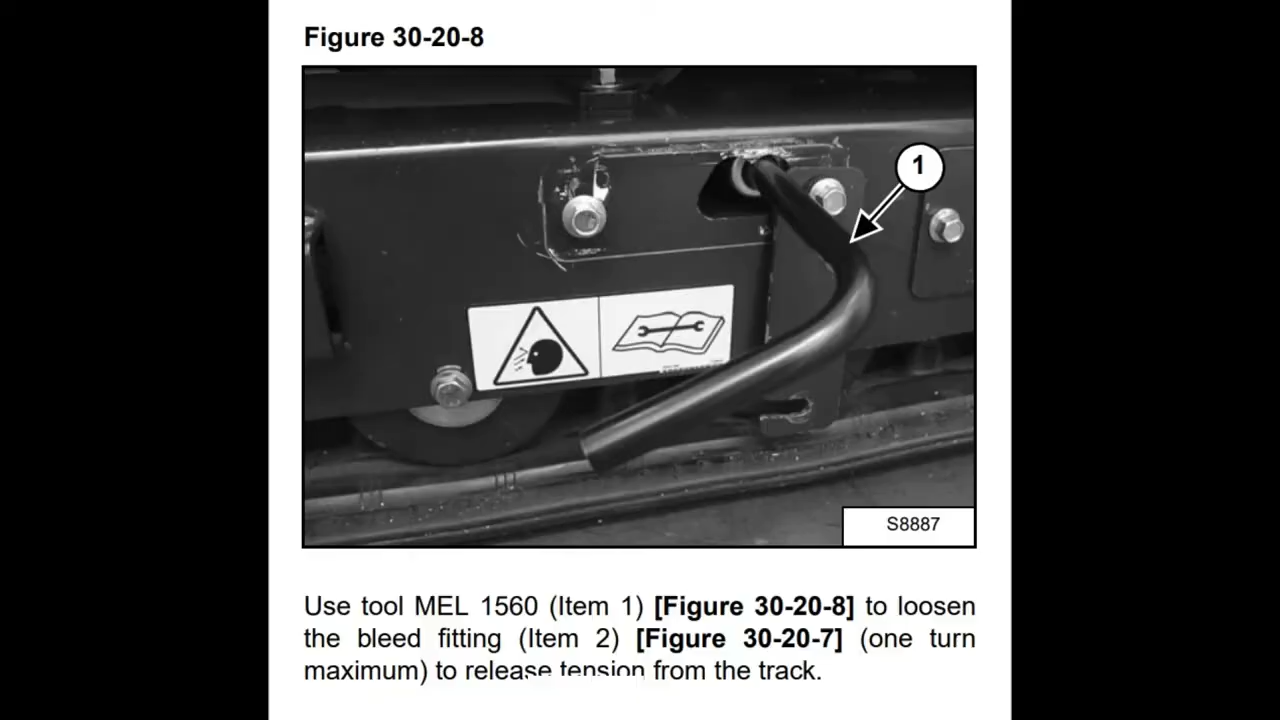 Figure 30-20-8
1
S8887
Use tool MEL 1560 (Item 1) [Figure 30-20-8] to loosen
the bleed fitting (Item 2) [Figure 30-20-7] (one turn
maximum) to release tension from the track.